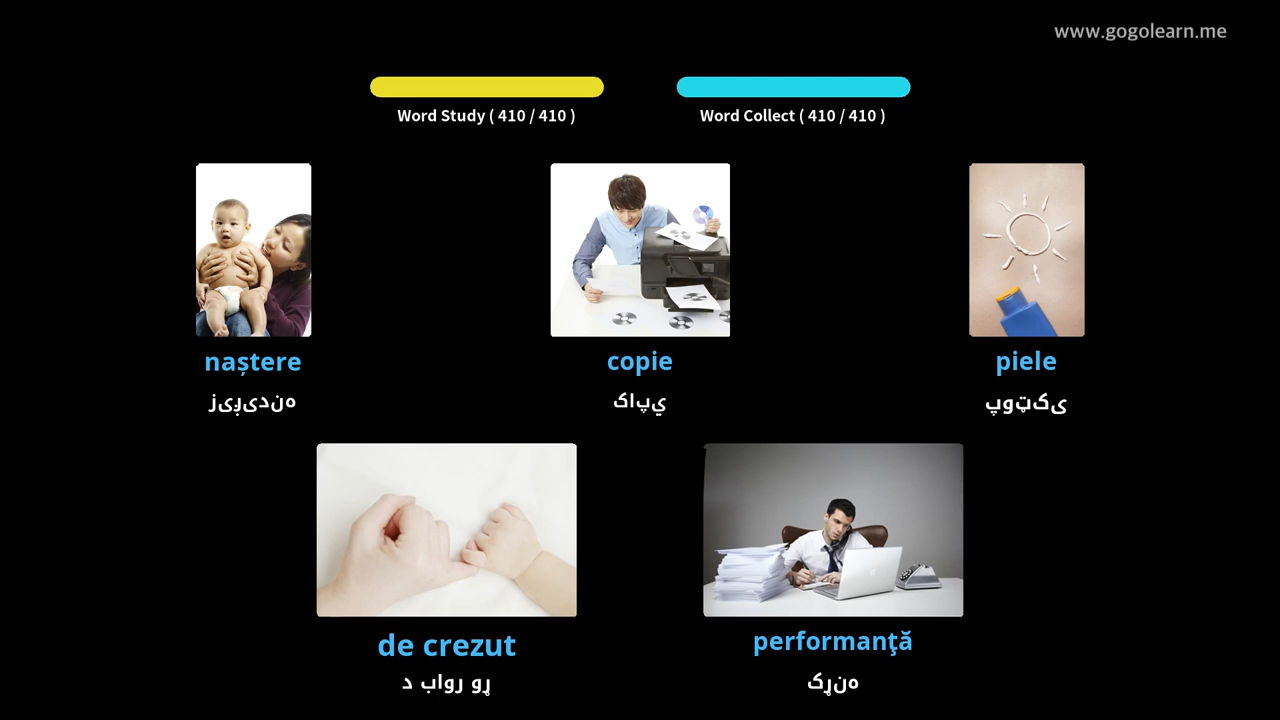 www.gogolearn.me
Word Study ( 410 / 410 )
Word Collect ( 410 / 410 )
naștere
copie
piele
زیږیدنه
کاپي
پوټکی
de crezut
performanţă
د باور وړ
کړنه